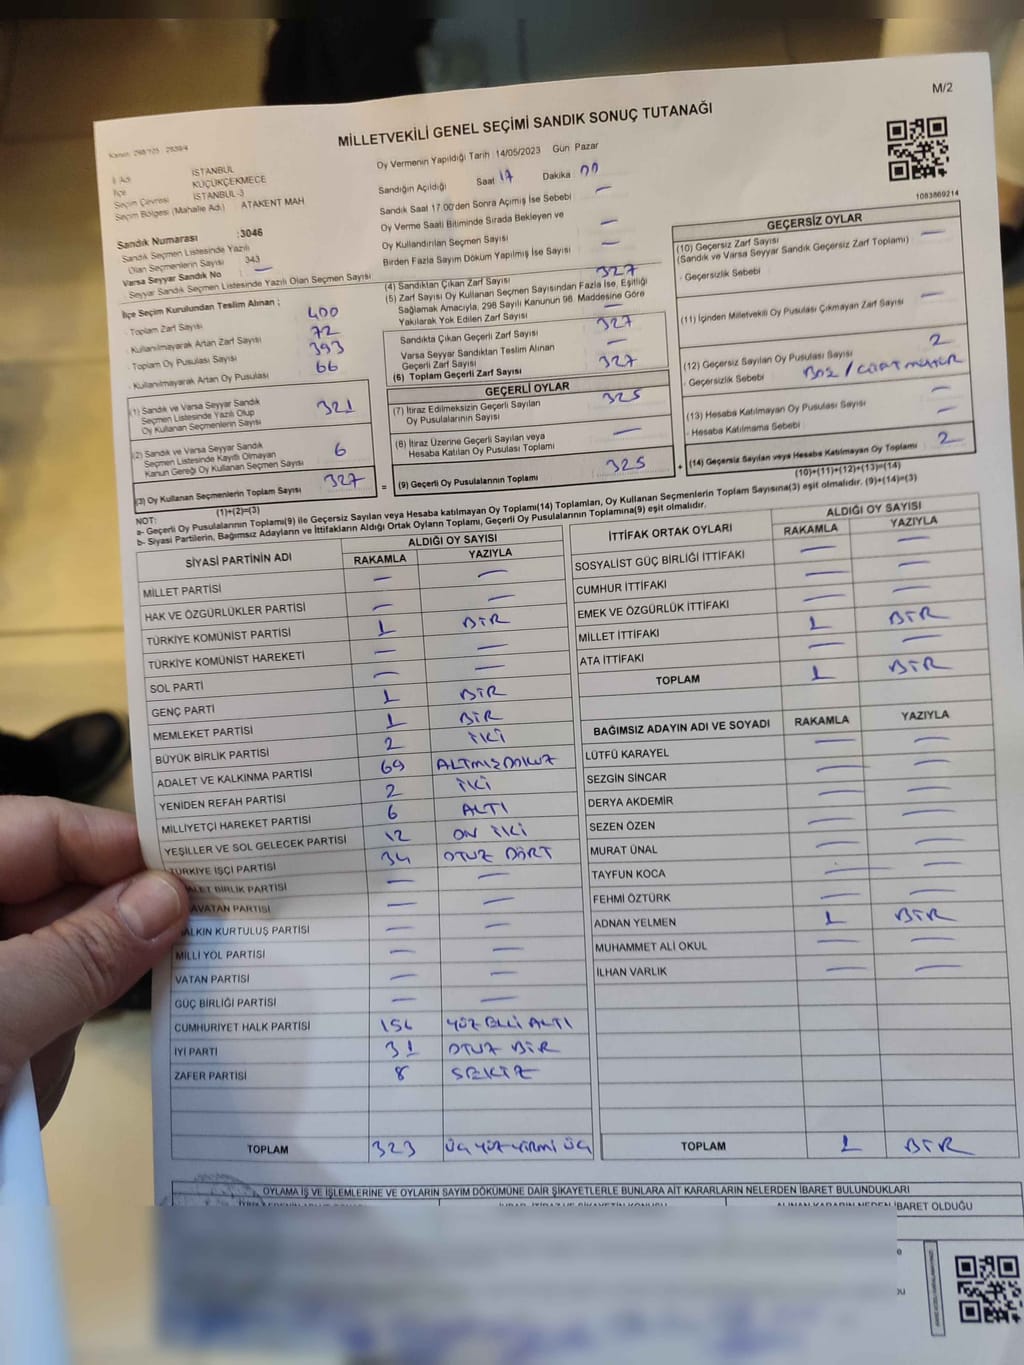 M/2
MİLLETVEKİLİ GENEL SEÇİMİ SANDIK SONUÇ TUTANAĞI
Kanun: 298/105 - 2839/4
İl Adı İSTANBUL
İlçe KÜÇÜKÇEKMECE
Seçim Çevresi İSTANBUL-3
Seçim Bölgesi (Mahalle Adı) ATAKENT MAH
Sandık Numarası :3046
Sandık Seçmen Listesinde Yazılı
Olan Seçmenlerin Sayısı 343
Varsa Seyyar Sandık No —
Seyyar Sandık Seçmen Listesinde Yazılı Olan Seçmen Sayısı
Oy Vermenin Yapıldığı Tarih :14/05/2023 Gün Pazar
Sandığın Açıldığı Saat 17 Dakika 00
Sandık Saat 17.00'den Sonra Açımış İse Sebebi —
Oy Verme Saati Bitiminde Sırada Bekleyen ve
Oy Kullandırılan Seçmen Sayısı —
Birden Fazla Sayım Döküm Yapılmış İse Sayısı —
1083869214
İlçe Seçim Kurulundan Teslim Alınan ;
- Toplam Zarf Sayısı 400
- Kullanılmayarak Artan Zarf Sayısı 72
- Toplam Oy Pusulası Sayısı 393
- Kullanılmayarak Artan Oy Pusulası 66
(1) Sandık ve Varsa Seyyar Sandık
Seçmen Listesinde Yazılı Olup
Oy Kullanan Seçmenlerin Sayısı 321
(2) Sandık ve Varsa Seyyar Sandık
Seçmen Listesinde Kayıtlı Olmayan
Kanun Gereği Oy Kullanan Seçmen Sayısı 6
(3) Oy Kullanan Seçmenlerin Toplam Sayısı 327
(1)+(2)=(3)
(4) Sandıktan Çıkan Zarf Sayısı 327
(5) Zarf Sayısı Oy Kullanan Seçmen Sayısından Fazla İse, Eşitliği
Sağlamak Amacıyla, 298 Sayılı Kanunun 98. Maddesine Göre
Yakılarak Yok Edilen Zarf Sayısı —
Sandıkta Çıkan Geçerli Zarf Sayısı 327
Varsa Seyyar Sandıktan Teslim Alınan
Geçerli Zarf Sayısı —
(6) Toplam Geçerli Zarf Sayısı 327
GEÇERLİ OYLAR
(7) İtiraz Edilmeksizin Geçerli Sayılan
Oy Pusulalarının Sayısı 325
(8) İtiraz Üzerine Geçerli Sayılan veya
Hesaba Katılan Oy Pusulası Toplamı —
= (9) Geçerli Oy Pusulalarının Toplamı 325
GEÇERSİZ OYLAR
(10) Geçersiz Zarf Sayısı —
(Sandık ve Varsa Seyyar Sandık Geçersiz Zarf Toplamı)
- Geçersizlik Sebebi
(11) İçinden Milletvekili Oy Pusulası Çıkmayan Zarf Sayısı —
(12) Geçersiz Sayılan Oy Pusulası Sayısı 2
- Geçersizlik Sebebi BOŞ /
(13) Hesaba Katılmayan Oy Pusulası Sayısı —
- Hesaba Katılmama Sebebi —
+ (14) Geçersiz Sayılan veya Hesaba Katılmayan Oy Toplamı 2
(10)+(11)+(12)+(13)=(14)
NOT:
a- Geçerli Oy Pusulalarının Toplamı(9) ile Geçersiz Sayılan veya Hesaba katılmayan Oy Toplamı(14) Toplamları, Oy Kullanan Seçmenlerin Toplam Sayısına(3) eşit olmalıdır. (9)+(14)=(3)
b- Siyasi Partilerin, Bağımsız Adayların ve İttifakların Aldığı Ortak Oyların Toplamı, Geçerli Oy Pusulalarının Toplamına(9) eşit olmalıdır.
SİYASİ PARTİNİN ADI ALDIĞI OY SAYISI
RAKAMLA YAZIYLA
MİLLET PARTİSİ — —
HAK VE ÖZGÜRLÜKLER PARTİSİ — —
TÜRKİYE KOMÜNİST PARTİSİ 1 BİR
TÜRKİYE KOMÜNİST HAREKETİ — —
SOL PARTİ — —
GENÇ PARTİ 1 BİR
MEMLEKET PARTİSİ 1 BİR
BÜYÜK BİRLİK PARTİSİ 2 İKİ
ADALET VE KALKINMA PARTİSİ 69 ALTMIŞDOKUZ
YENİDEN REFAH PARTİSİ 2 İKİ
MİLLİYETÇİ HAREKET PARTİSİ 6 ALTI
YEŞİLLER VE SOL GELECEK PARTİSİ 12 ON İKİ
TÜRKİYE İŞÇİ PARTİSİ 34 OTUZ DÖRT
ALET BİRLİK PARTİSİ — —
AVATAN PARTİSİ — —
ALKIN KURTULUŞ PARTİSİ — —
MİLLİ YOL PARTİSİ — —
VATAN PARTİSİ — —
GÜÇ BİRLİĞİ PARTİSİ — —
CUMHURİYET HALK PARTİSİ 156 YÜZ ELLİ ALTI
İYİ PARTİ 31 OTUZ BİR
ZAFER PARTİSİ 8 SEKİZ
TOPLAM 323 ÜÇ YÜZ YİRMİ ÜÇ
İTTİFAK ORTAK OYLARI ALDIĞI OY SAYISI
RAKAMLA YAZIYLA
SOSYALİST GÜÇ BİRLİĞİ İTTİFAKI — —
CUMHUR İTTİFAKI — —
EMEK VE ÖZGÜRLÜK İTTİFAKI — —
MİLLET İTTİFAKI 1 BİR
ATA İTTİFAKI — —
TOPLAM 1 BİR
BAĞIMSIZ ADAYIN ADI VE SOYADI RAKAMLA YAZIYLA
LÜTFÜ KARAYEL — —
SEZGİN SİNCAR — —
DERYA AKDEMİR — —
SEZEN ÖZEN — —
MURAT ÜNAL — —
TAYFUN KOCA — —
FEHMİ ÖZTÜRK — —
ADNAN YELMEN 1 BİR
MUHAMMET ALİ OKUL — —
İLHAN VARLIK — —
TOPLAM 1 BİR
OYLAMA İŞ VE İŞLEMLERİNE VE OYLARIN SAYIM DÖKÜMÜNE DAİR ŞİKAYETLERLE BUNLARA AİT KARARLARIN NELERDEN İBARET BULUNDUKLARI
ALINAN KARARIN NEDEN İBARET OLDUĞU